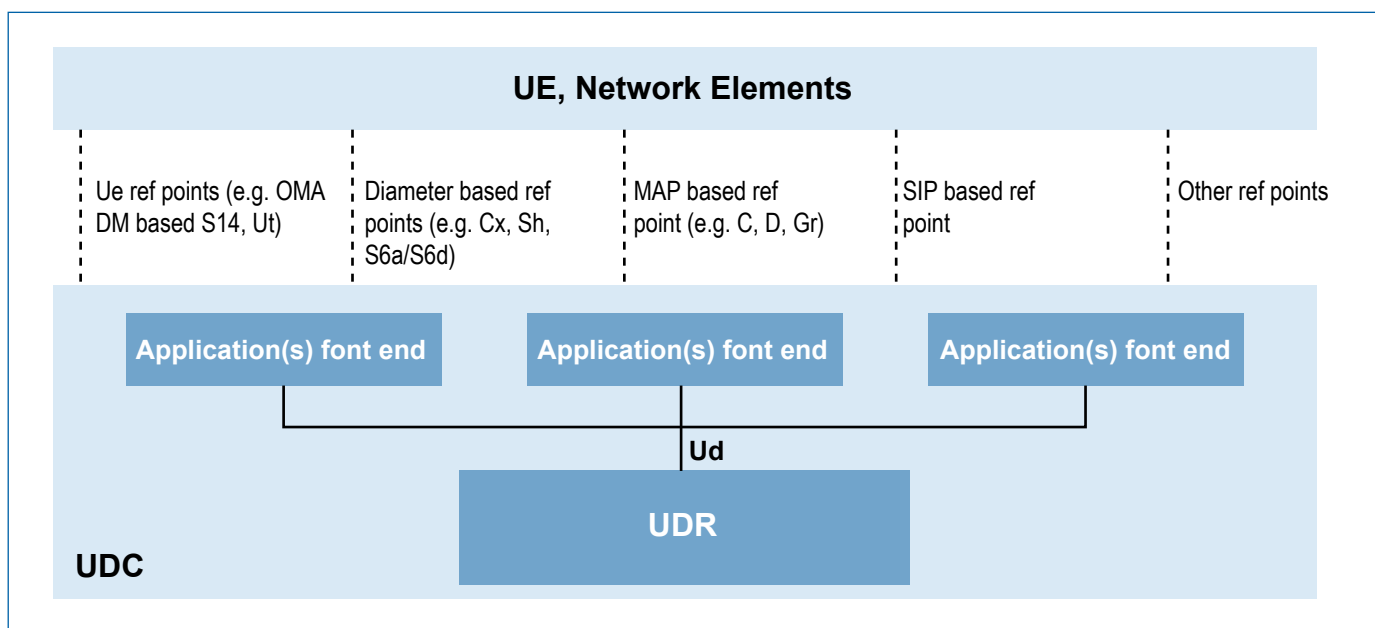 UE, Network Elements
Ue ref points (e.g. OMA
DM based S14, Ut)
Diameter based ref
points (e.g. Cx, Sh,
S6a/S6d)
MAP based ref
point (e.g. C, D, Gr)
SIP based ref
point
Other ref points
Application(s) font end
Application(s) font end
Application(s) font end
Ud
UDR
UDC